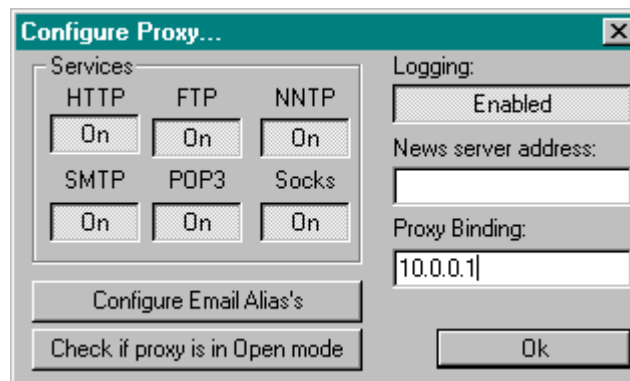 Configure Proxy...
Services
HTTP FTP NNTP
On On On
SMTP POP3 Socks
On On On
Configure Email Alias's
Check if proxy is in Open mode
Logging:
Enabled
News server address:
Proxy Binding:
10.0.0.1
Ok